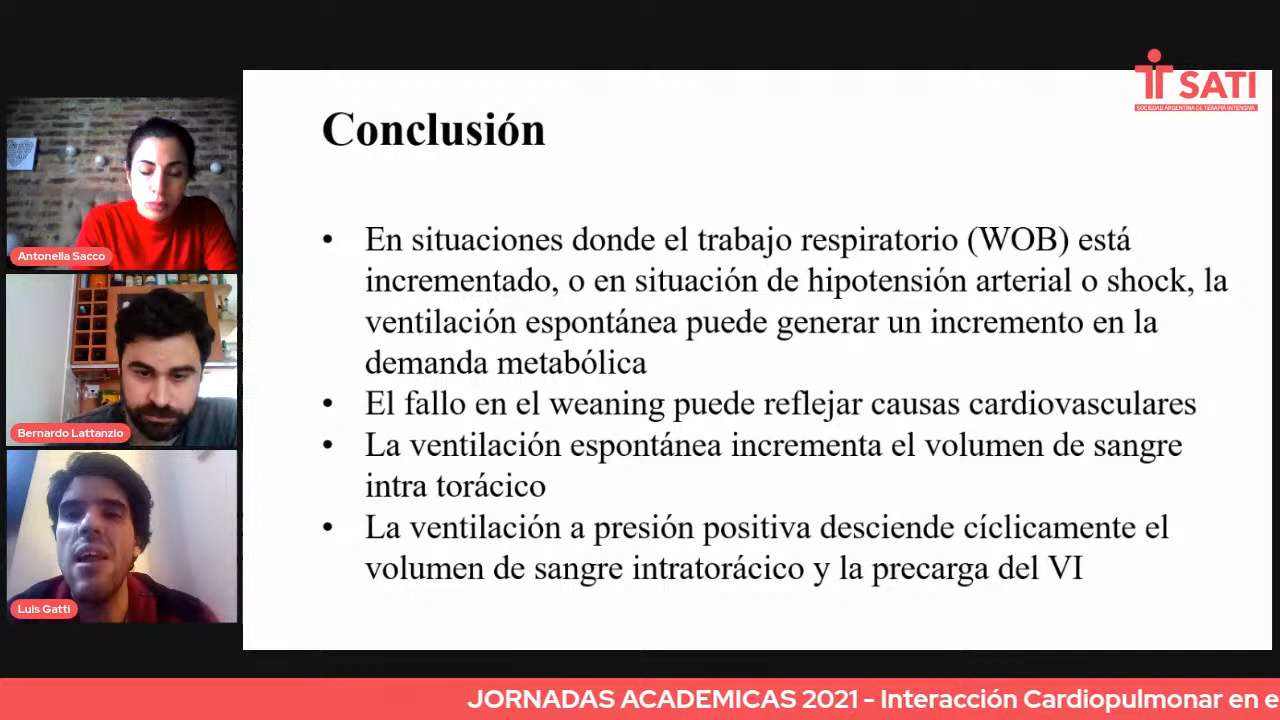 SATI
SOCIEDAD ARGENTINA DE TERAPIA INTENSIVA
Conclusión
• En situaciones donde el trabajo respiratorio (WOB) está
incrementado, o en situación de hipotensión arterial o shock, la
ventilación espontánea puede generar un incremento en la
demanda metabólica
• El fallo en el weaning puede reflejar causas cardiovasculares
• La ventilación espontánea incrementa el volumen de sangre
intra torácico
• La ventilación a presión positiva desciende cíclicamente el
volumen de sangre intratorácico y la precarga del VI
Antonella Sacco
Bernardo Lattanzio
Luis Gatti
JORNADAS ACADEMICAS 2021 - Interacción Cardiopulmonar en e